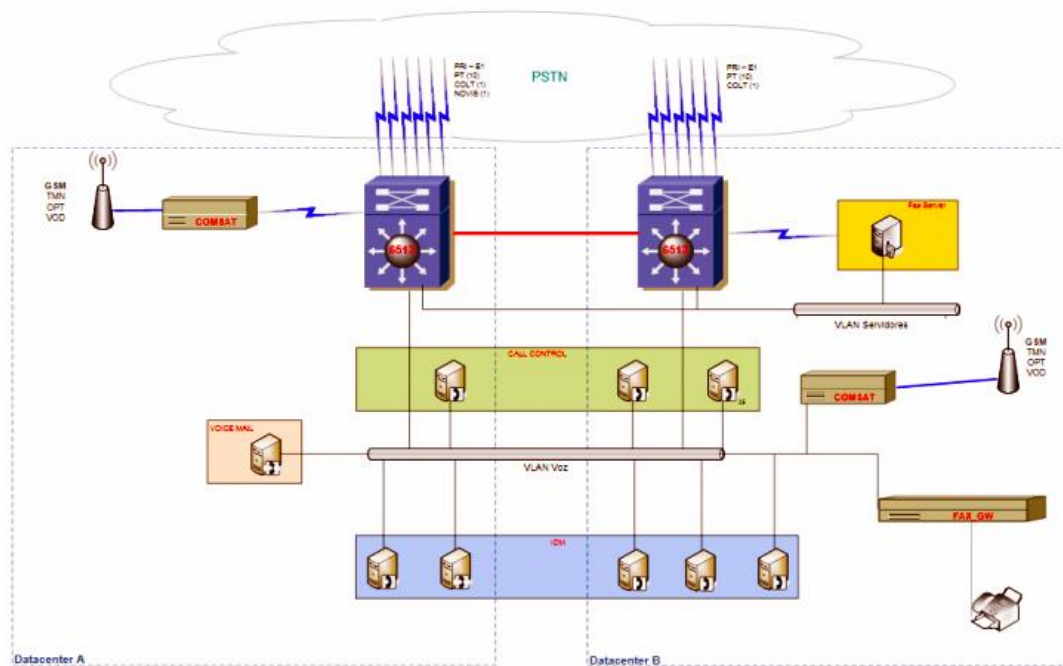 PSTN
PRI - E1
PT (10)
COLT (1)
NOVIS (1)
PRI - E1
PT (10)
COLT (1)
GSM
TMN
OPT
VOD
COMSAT
6513
6513
Fax Server
VLAN Servidores
CALL CONTROL
GSM
TMN
OPT
VOD
COMSAT
VOICE MAIL
VLAN Voz
FAX_GW
ICM
Datacenter A
Datacenter B